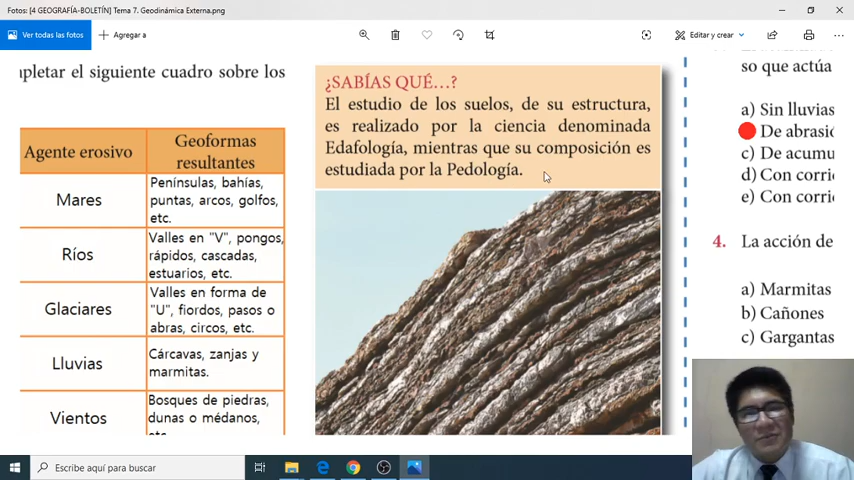 Fotos: [4 GEOGRAFÍA-BOLETÍN] Tema 7. Geodinámica Externa.png
Ver todas las fotos
Agregar a
Editar y crear
pletar el siguiente cuadro sobre los
Agente erosivo
Geoformas
resultantes
Mares
Penínsulas, bahías,
puntas, arcos, golfos,
etc.
Ríos
Valles en "V", pongos,
rápidos, cascadas,
estuarios, etc.
Glaciares
Valles en forma de
"U", fiordos, pasos o
abras, circos, etc.
Lluvias
Cárcavas, zanjas y
marmitas.
Vientos
Bosques de piedras,
dunas o médanos,
¿SABÍAS QUÉ...?
El estudio de los suelos, de su estructura,
es realizado por la ciencia denominada
Edafología, mientras que su composición es
estudiada por la Pedología.
so que actúa
a) Sin lluvias
De abrasió
c) De acumu
d) Con corri
e) Con corri
4. La acción de
a) Marmitas
b) Cañones
c) Gargantas
Escribe aquí para buscar